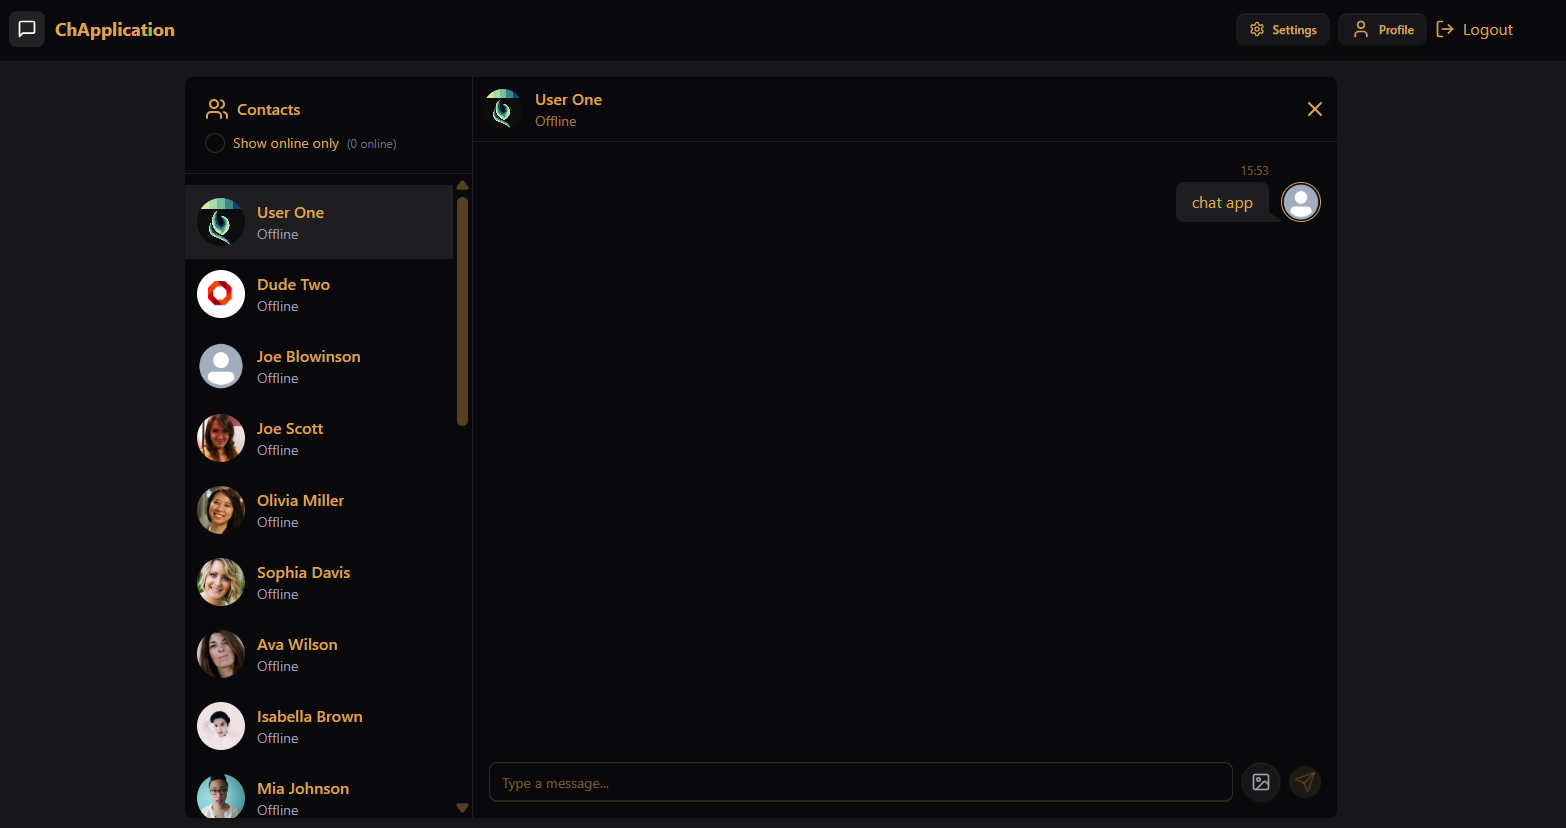 ChApplication
Settings
Profile
Logout
Contacts
Show online only (0 online)
User One
Offline
Dude Two
Offline
Joe Blowinson
Offline
Joe Scott
Offline
Olivia Miller
Offline
Sophia Davis
Offline
Ava Wilson
Offline
Isabella Brown
Offline
Mia Johnson
Offline
User One
Offline
15:53
chat app
Type a message...